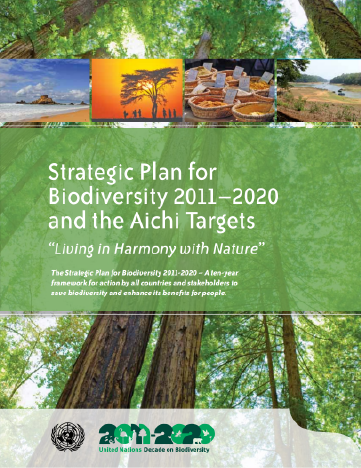 Strategic Plan for
Biodiversity 2011–2020
and the Aichi Targets
“Living in Harmony with Nature”
The Strategic Plan for Biodiversity 2011-2020 – A ten-year
framework for action by all countries and stakeholders to
save biodiversity and enhance its benefits for people.
2011-2020
United Nations Decade on Biodiversity